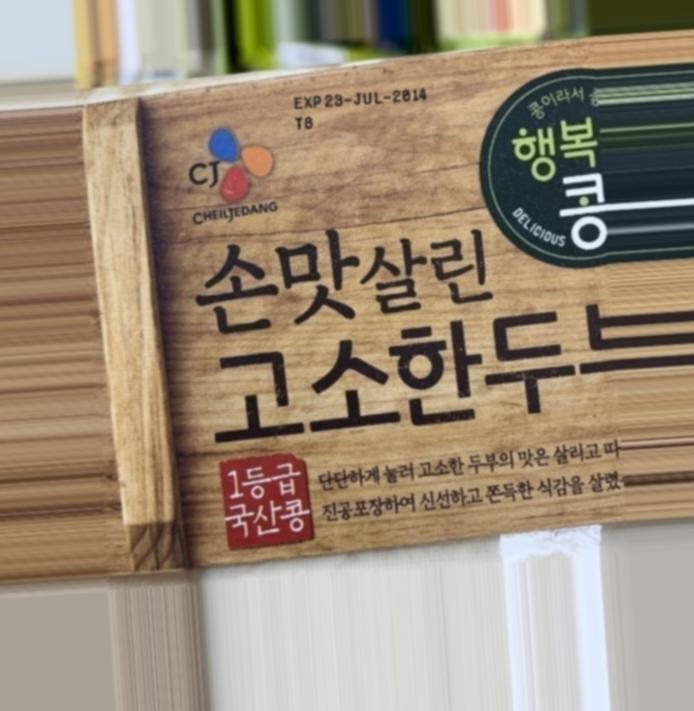 EXP 23-JUL-2014
T8
CJ
CHEILJEDANG
콩이라서
행복
콩
DELICIOUS
손맛살린
고소한두부
1등급
국산콩
단단하게 눌러 고소한 두부의 맛은 살리고 따
진공포장하여 신선하고 쫀득한 식감을 살렸